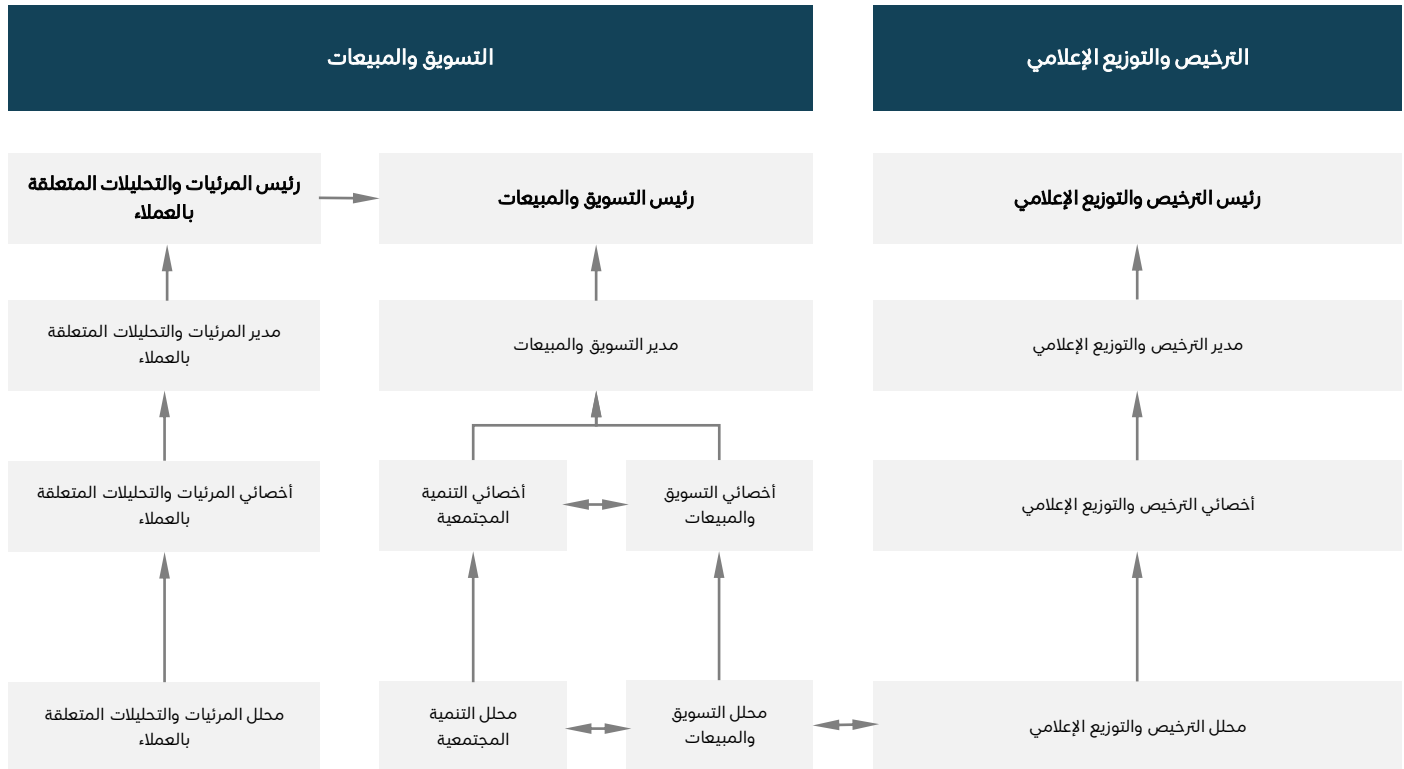 الترخيص والتوزيع الإعلامي
التسويق والمبيعات
رئيس الترخيص والتوزيع الإعلامي
رئيس التسويق والمبيعات
رئيس المرئيات والتحليلات المتعلقة
بالعملاء
مدير الترخيص والتوزيع الإعلامي
مدير التسويق والمبيعات
مدير المرئيات والتحليلات المتعلقة
بالعملاء
أخصائي الترخيص والتوزيع الإعلامي
أخصائي التسويق
والمبيعات
أخصائي التنمية
المجتمعية
أخصائي المرئيات والتحليلات المتعلقة
بالعملاء
محلل الترخيص والتوزيع الإعلامي
محلل التسويق
والمبيعات
محلل التنمية
المجتمعية
محلل المرئيات والتحليلات المتعلقة
بالعملاء